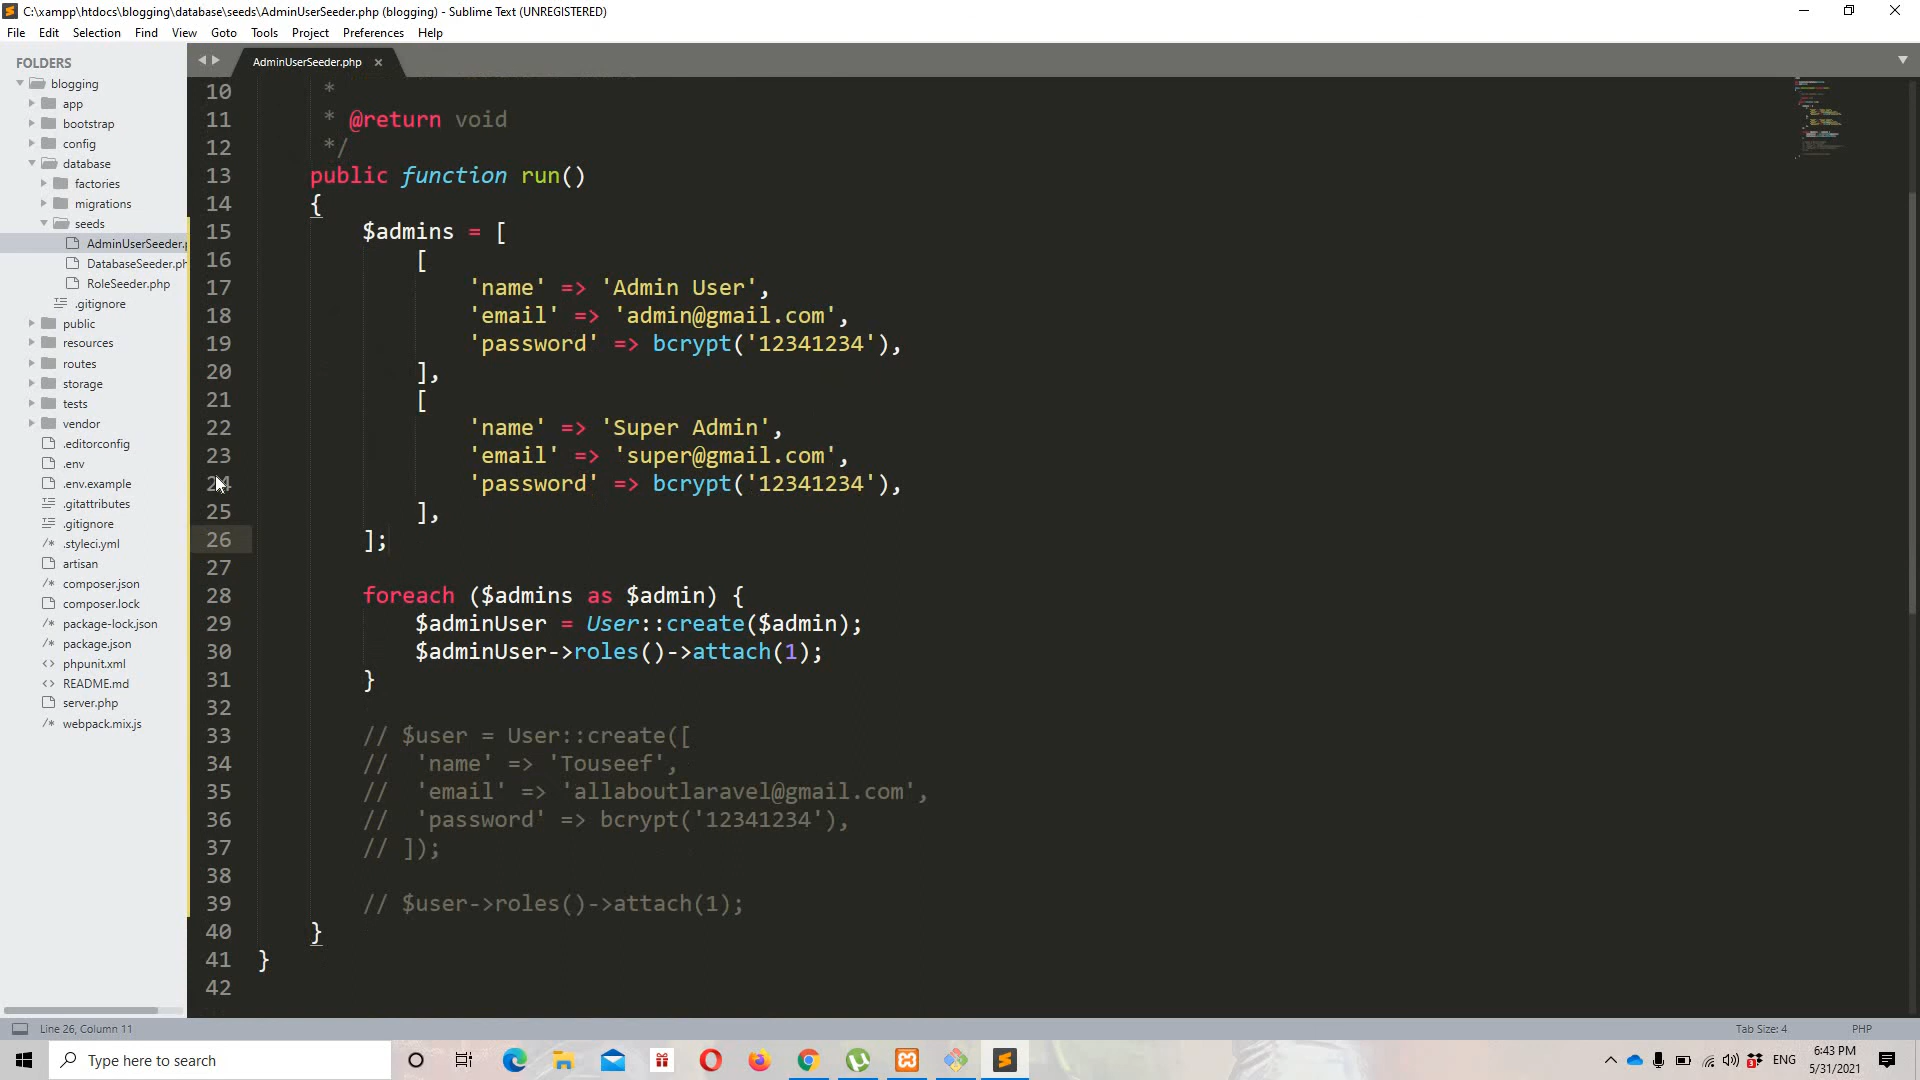 C:\xampp\htdocs\blogging\database\seeds\AdminUserSeeder.php (blogging) - Sublime Text (UNREGISTERED)
File Edit Selection Find View Goto Tools Project Preferences Help
FOLDERS
blogging
app
bootstrap
config
database
factories
migrations
seeds
AdminUserSeeder.p
DatabaseSeeder.ph
RoleSeeder.php
.gitignore
public
resources
routes
storage
tests
vendor
.editorconfig
.env
.env.example
.gitattributes
.gitignore
.styleci.yml
artisan
composer.json
composer.lock
package-lock.json
package.json
phpunit.xml
README.md
server.php
webpack.mix.js
AdminUserSeeder.php
10 *
11 * @return void
12 */
13 public function run()
14 {
15 $admins = [
16 [
17 'name' => 'Admin User',
18 'email' => 'admin@gmail.com',
19 'password' => bcrypt('12341234'),
20 ],
21 [
22 'name' => 'Super Admin',
23 'email' => 'super@gmail.com',
24 'password' => bcrypt('12341234'),
25 ],
26 ];
27
28 foreach ($admins as $admin) {
29 $adminUser = User::create($admin);
30 $adminUser->roles()->attach(1);
31 }
32
33 // $user = User::create([
34 // 'name' => 'Touseef',
35 // 'email' => 'allaboutlaravel@gmail.com',
36 // 'password' => bcrypt('12341234'),
37 // ]);
38
39 // $user->roles()->attach(1);
40 }
41 }
42
Line 26, Column 11
Tab Size: 4
PHP
Type here to search
ENG
6:43 PM
5/31/2021